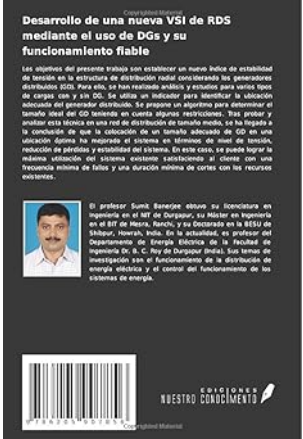 Copyrighted Material
Desarrollo de una nueva VSI de RDS
mediante el uso de DGs y su
funcionamiento fiable
Los objetivos del presente trabajo son establecer un nuevo índice de estabilidad
de tensión en la estructura de distribución radial considerando los generadores
distribuidos (GD). Para ello, se han realizado análisis y estudios para varios tipos
de cargas con y sin DG. Se utiliza un indicador para identificar la ubicación
adecuada del generador distribuido. Se propone un algoritmo para determinar el
tamaño ideal del GD teniendo en cuenta algunas restricciones. Tras probar y
analizar esta técnica en una red de distribución de tamaño medio, se ha llegado a
la conclusión de que la colocación de un tamaño adecuado de GD en una
ubicación óptima ha mejorado el sistema en términos de nivel de tensión,
reducción de pérdidas y estabilidad del sistema. En este caso, se puede lograr la
máxima utilización del sistema existente satisfaciendo al cliente con una
frecuencia mínima de fallos y una duración mínima de cortes con los recursos
existentes.
El profesor Sumit Banerjee obtuvo su licenciatura en
Ingeniería en el NIT de Durgapur, su Máster en Ingeniería
en el BIT de Mesra, Ranchi, y su Doctorado en la BESU de
Shibpur, Howrah, India. En la actualidad, es profesor del
Departamento de Energía Eléctrica de la Facultad de
Ingeniería Dr. B. C. Roy de Durgapur (India). Sus temas de
investigación son el funcionamiento de la distribución de
energía eléctrica y el control del funcionamiento de los
sistemas de energía.
EDICIONES
NUESTRO CONOCIMIENTO
Copyrighted Material